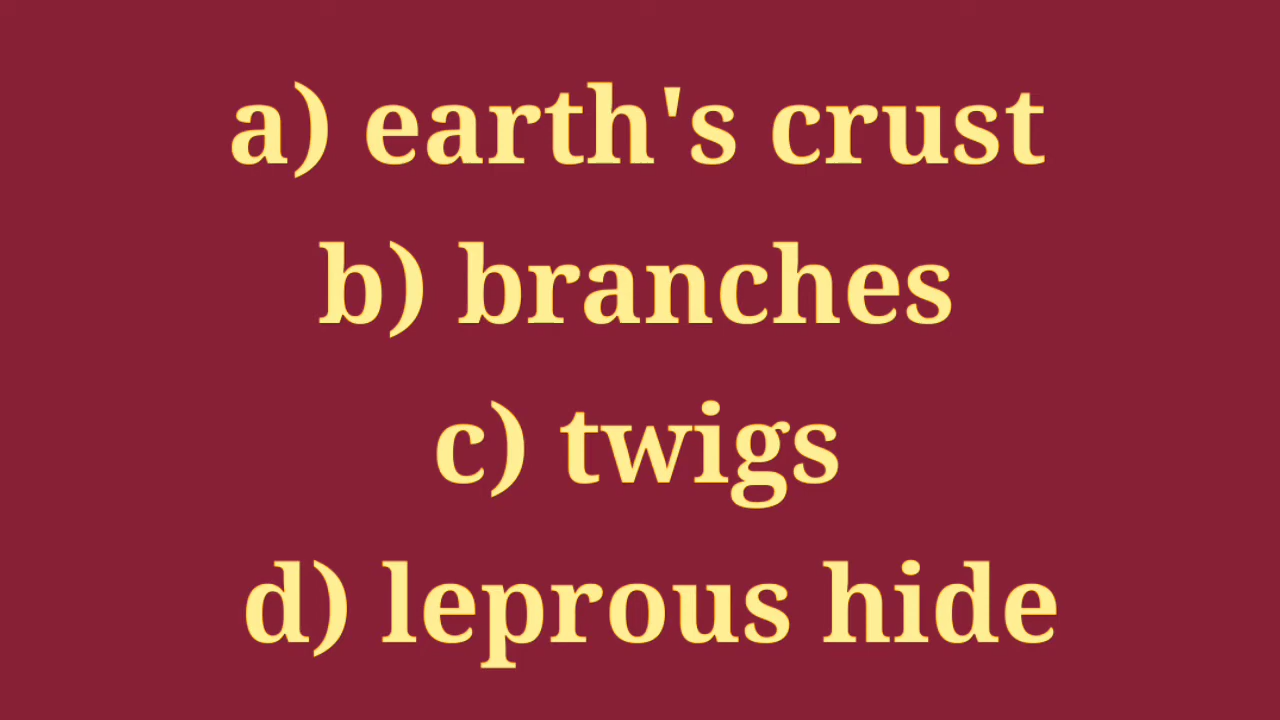 a) earth's crust
b) branches
c) twigs
d) leprous hide